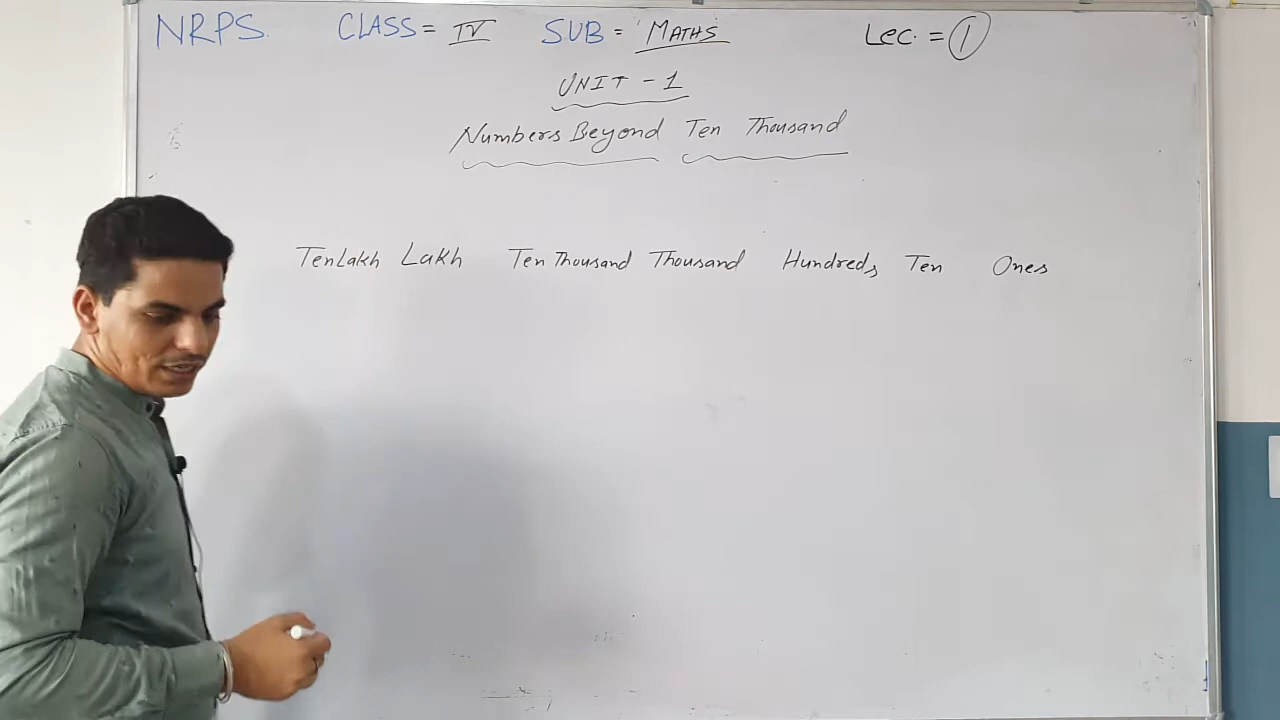 NRPS. CLASS = IV SUB = MATHS Lec. = 1
UNIT - 1
Numbers Beyond Ten Thousand
TenLakh Lakh Ten Thousand Thousand Hundreds Ten Ones